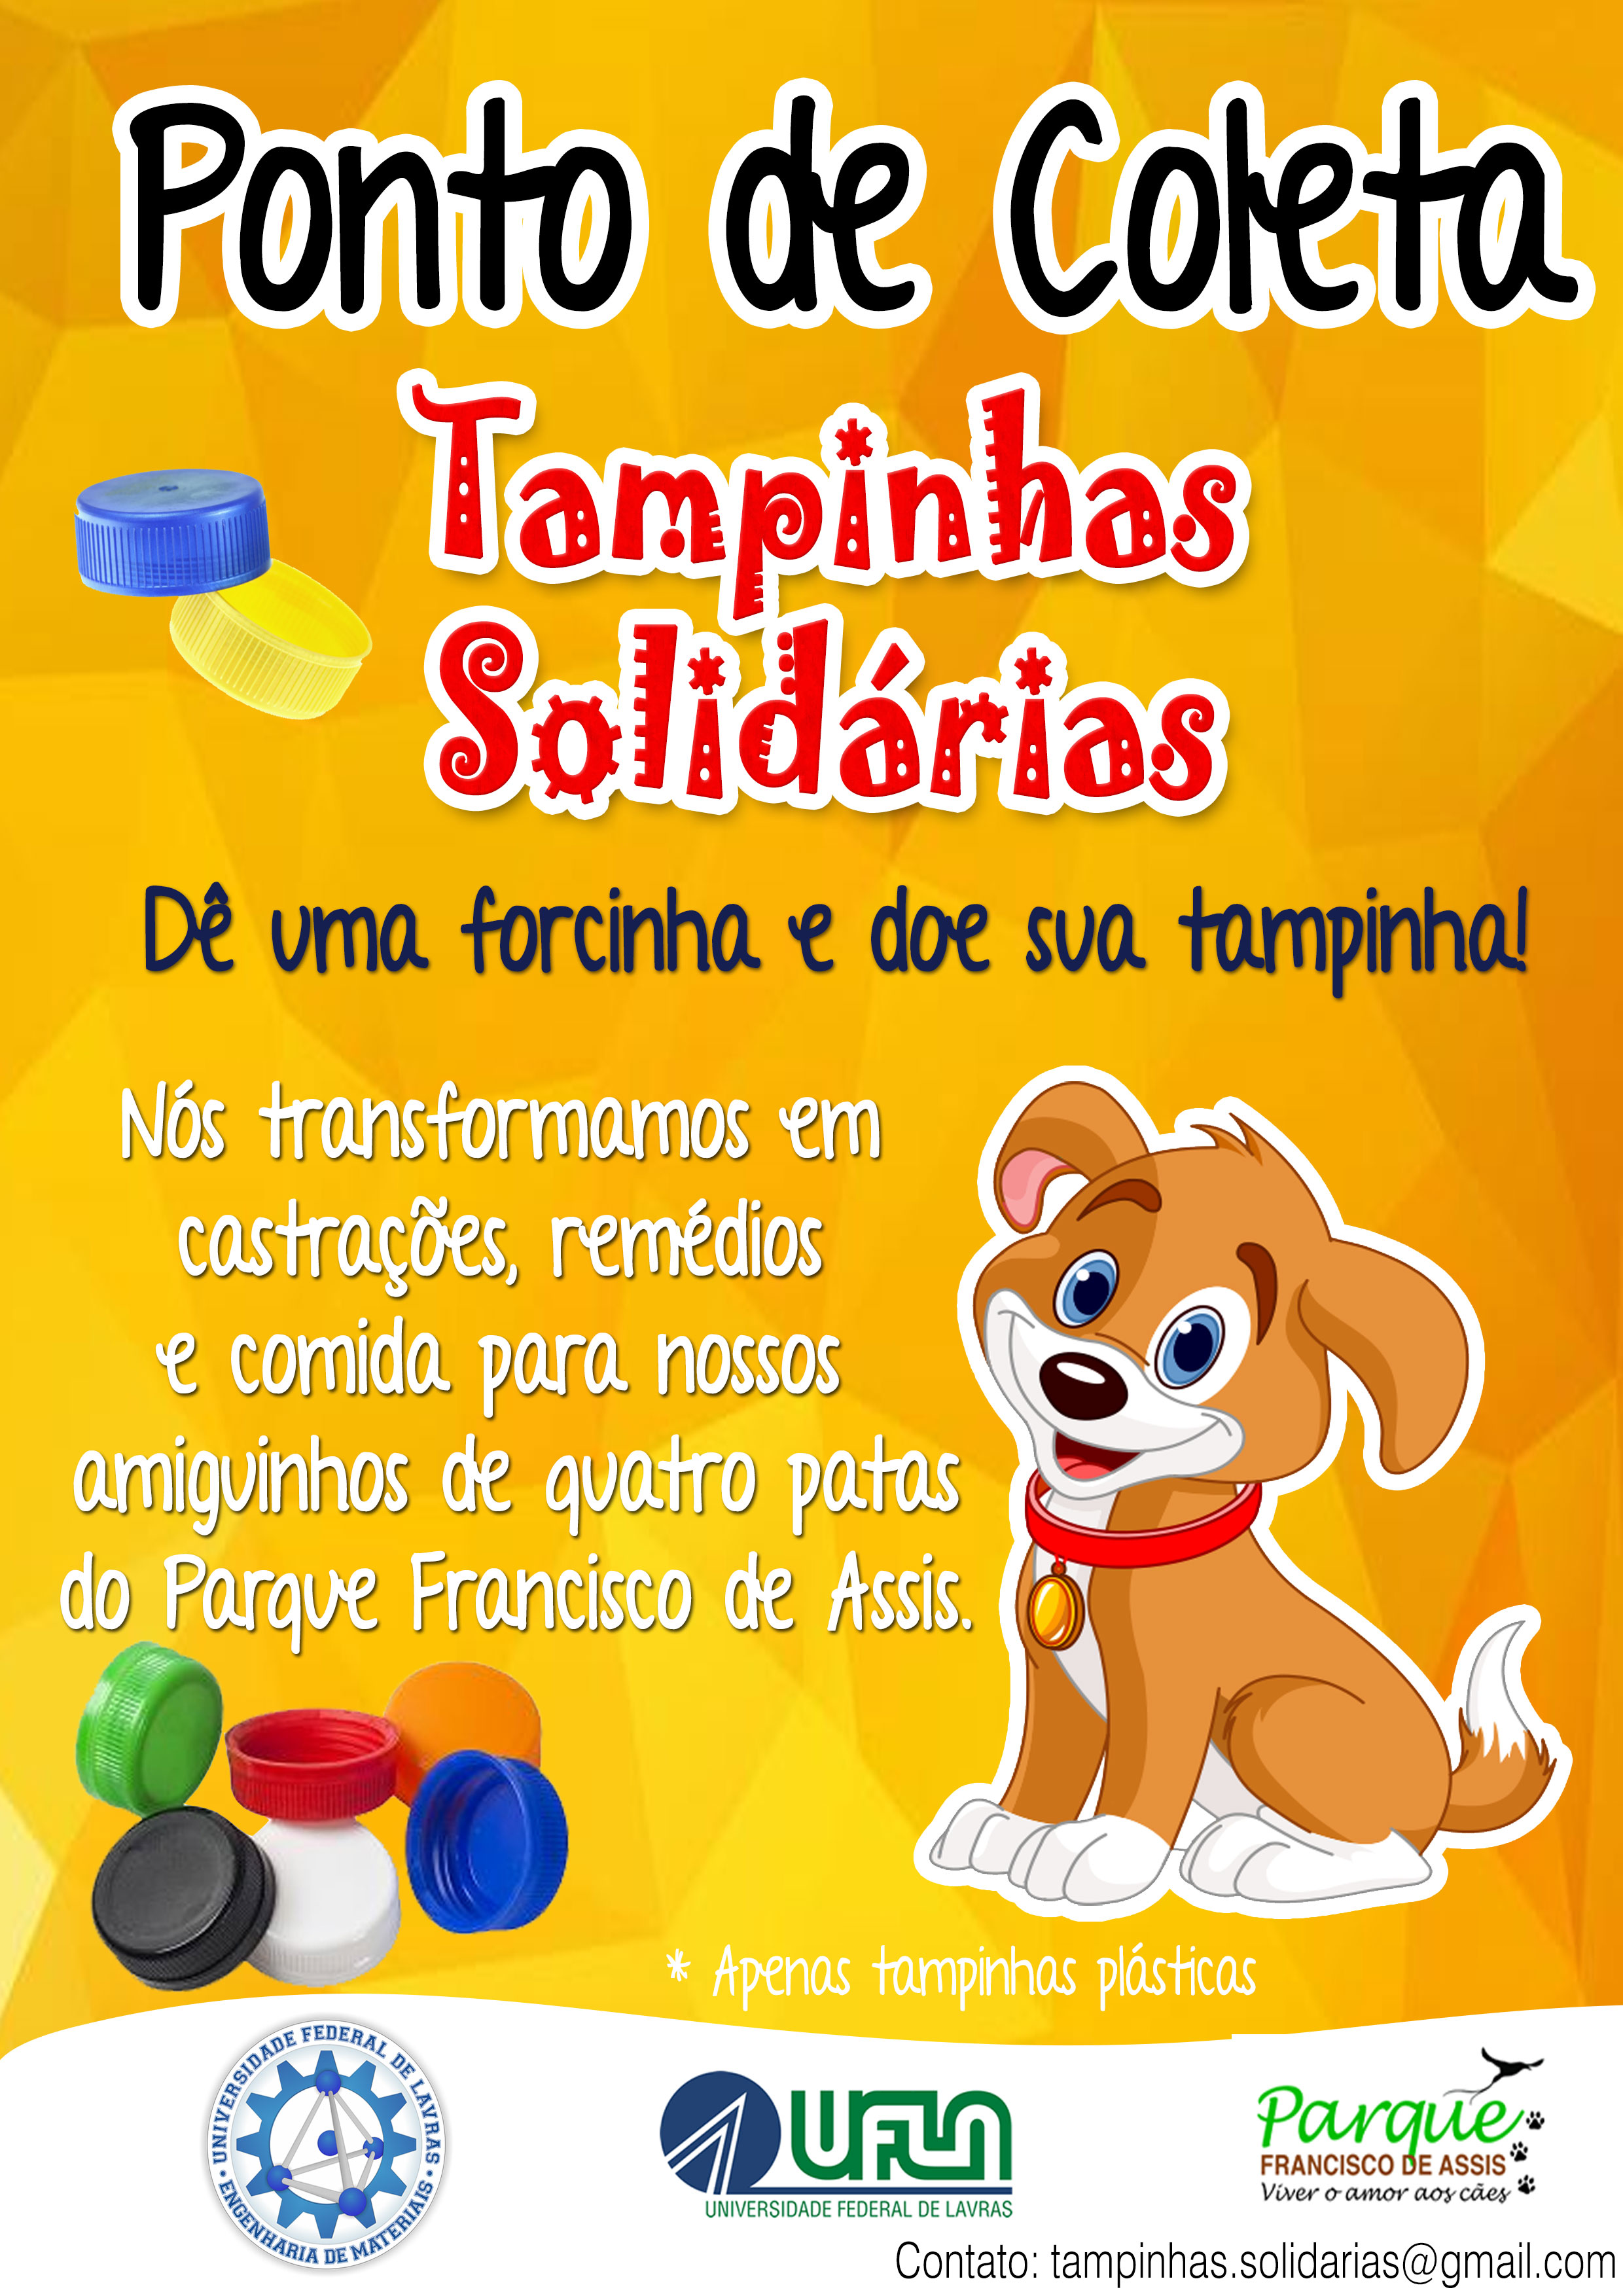 Ponto de Coleta
Tampinhas
Solidárias
Dê uma forcinha e doe sua tampinha!
Nós transformamos em
castrações, remédios
e comida para nossos
amiguinhos de quatro patas
do Parque Francisco de Assis.
* Apenas tampinhas plásticas
UNIVERSIDADE FEDERAL DE LAVRAS
ENGENHARIA DE MATERIAIS
UFLA
UNIVERSIDADE FEDERAL DE LAVRAS
Parque
FRANCISCO DE ASSIS
Viver o amor aos cães
Contato: tampinhas.solidarias@gmail.com